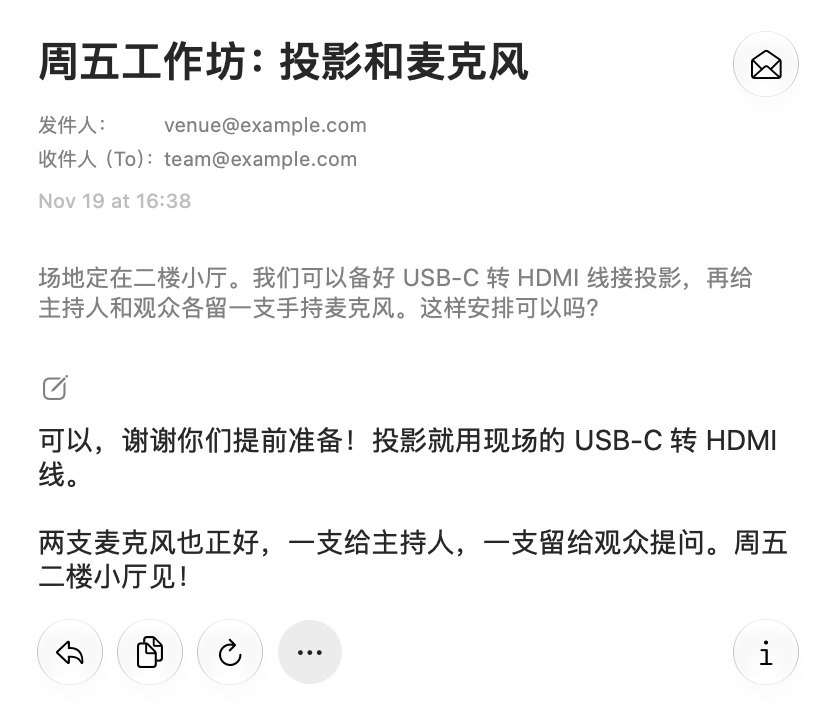 周五工作坊：投影和麦克风
发件人： venue@example.com
收件人 (To)： team@example.com
Nov 19 at 16:38
场地定在二楼小厅。我们可以备好 USB-C 转 HDMI 线接投影，再给
主持人和观众各留一支手持麦克风。这样安排可以吗？
可以，谢谢你们提前准备！投影就用现场的 USB-C 转 HDMI
线。
两支麦克风也正好，一支给主持人，一支留给观众提问。周五
二楼小厅见！